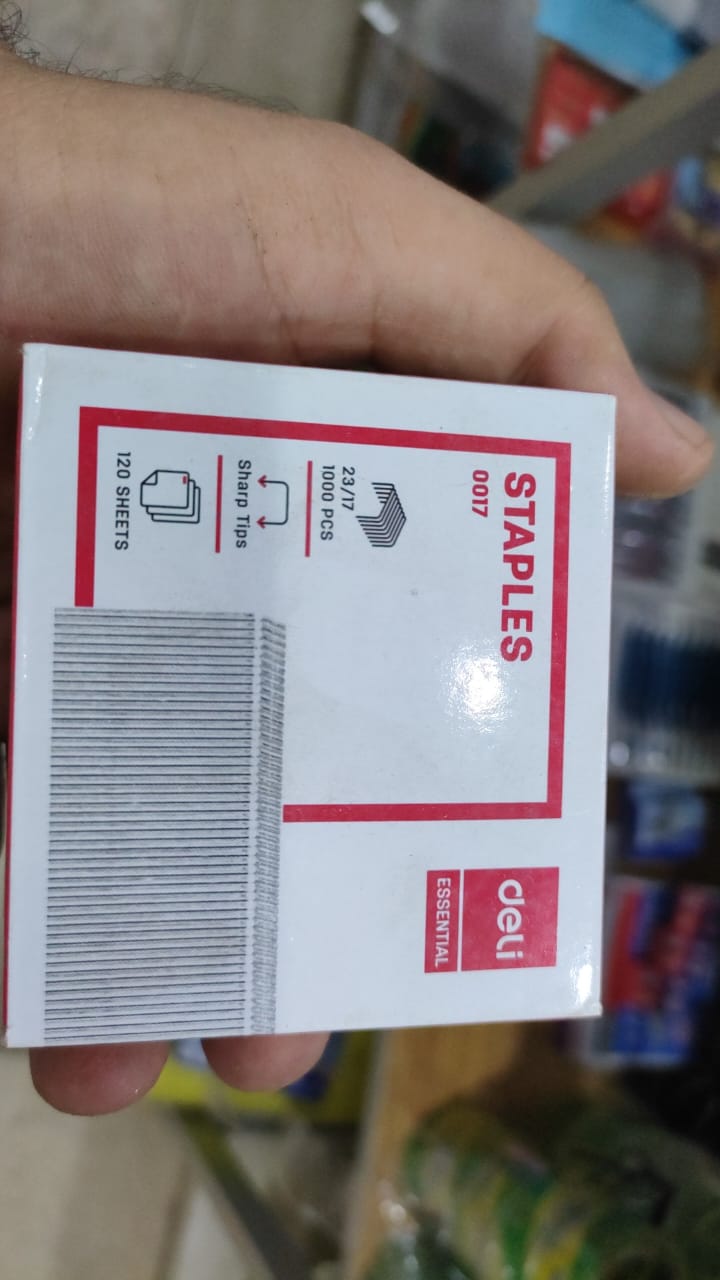 STAPLES
0017
deli
ESSENTIAL
23/17
1000 PCS
Sharp Tips
120 SHEETS